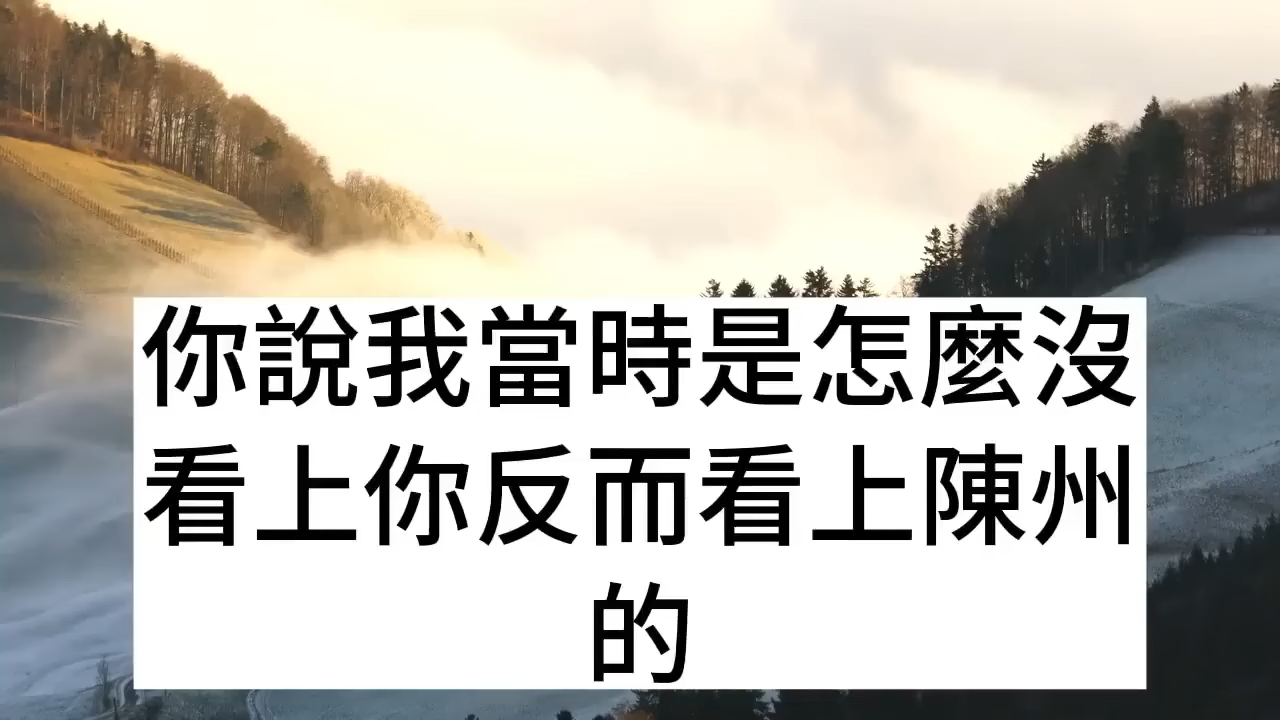 你說我當時是怎麼沒
看上你反而看上陳州
的